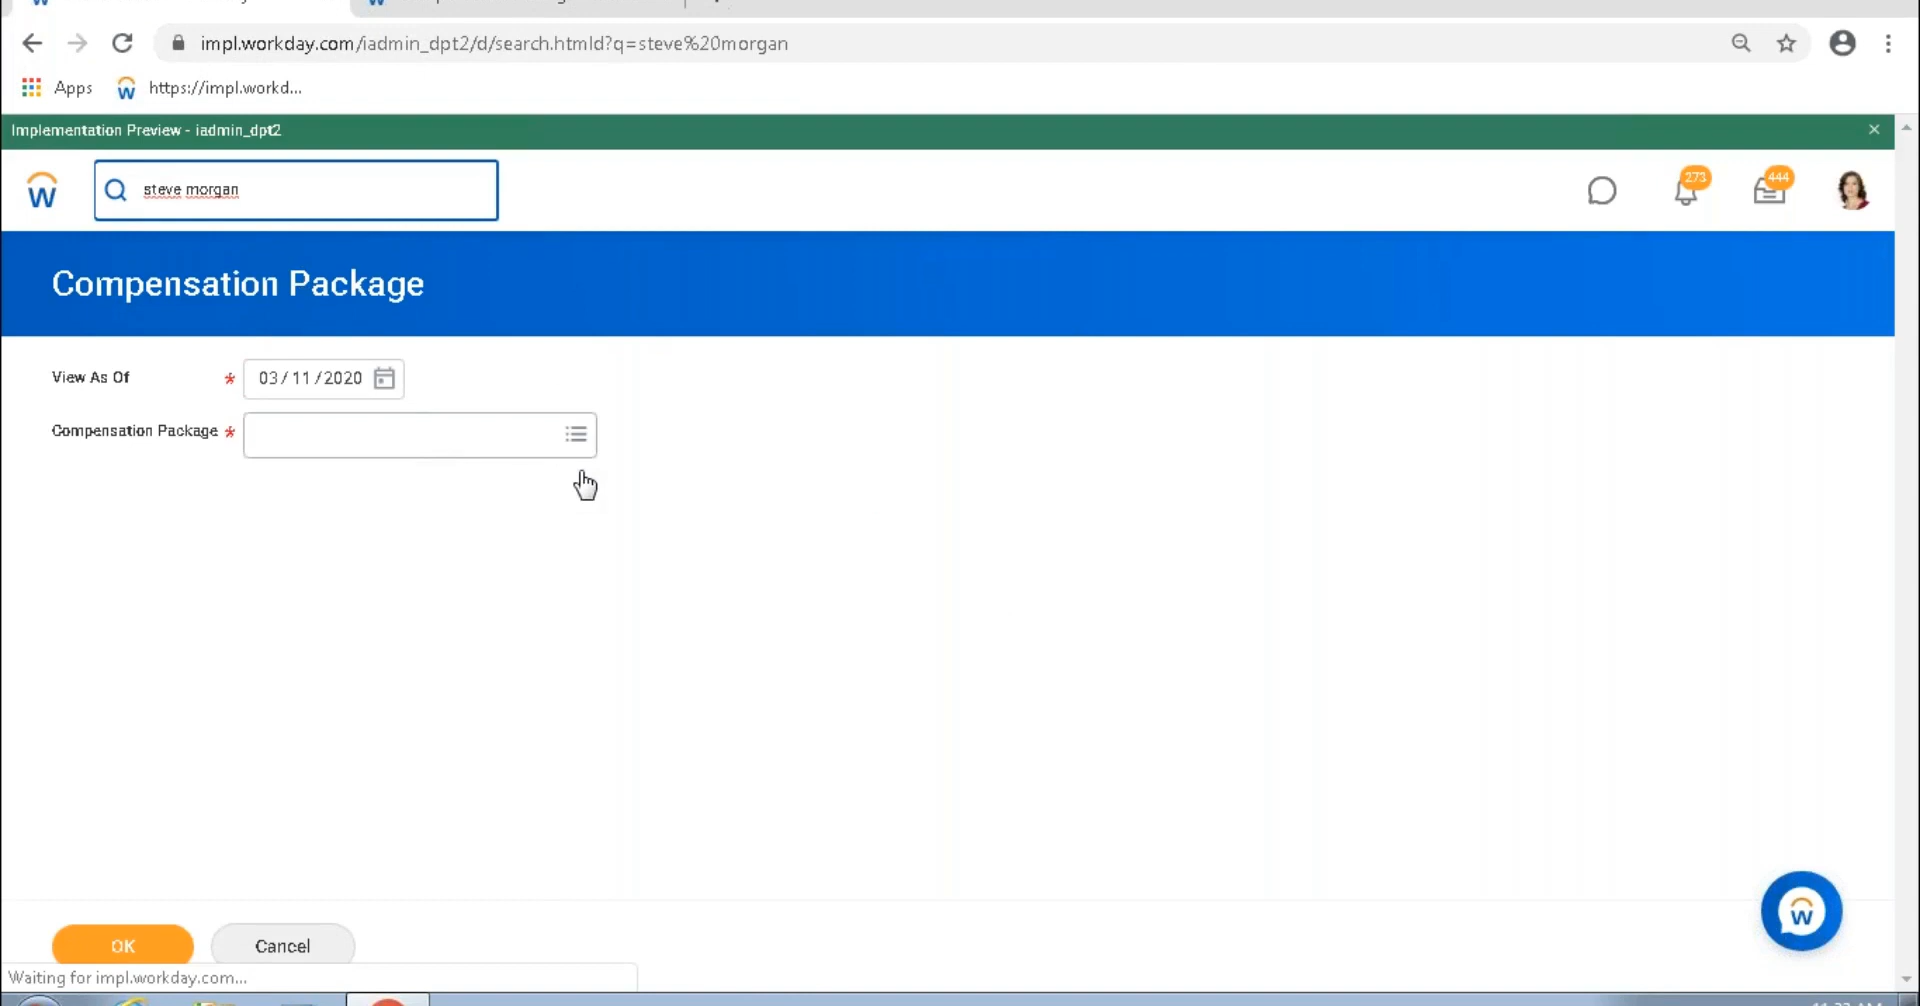 impl.workday.com/iadmin_dpt2/d/search.htmld?q=steve%20morgan
Apps
https://impl.workd...
Implementation Preview - iadmin_dpt2
steve morgan
273
444
Compensation Package
View As Of * 03/11/2020
Compensation Package *
OK
Cancel
Waiting for impl.workday.com...